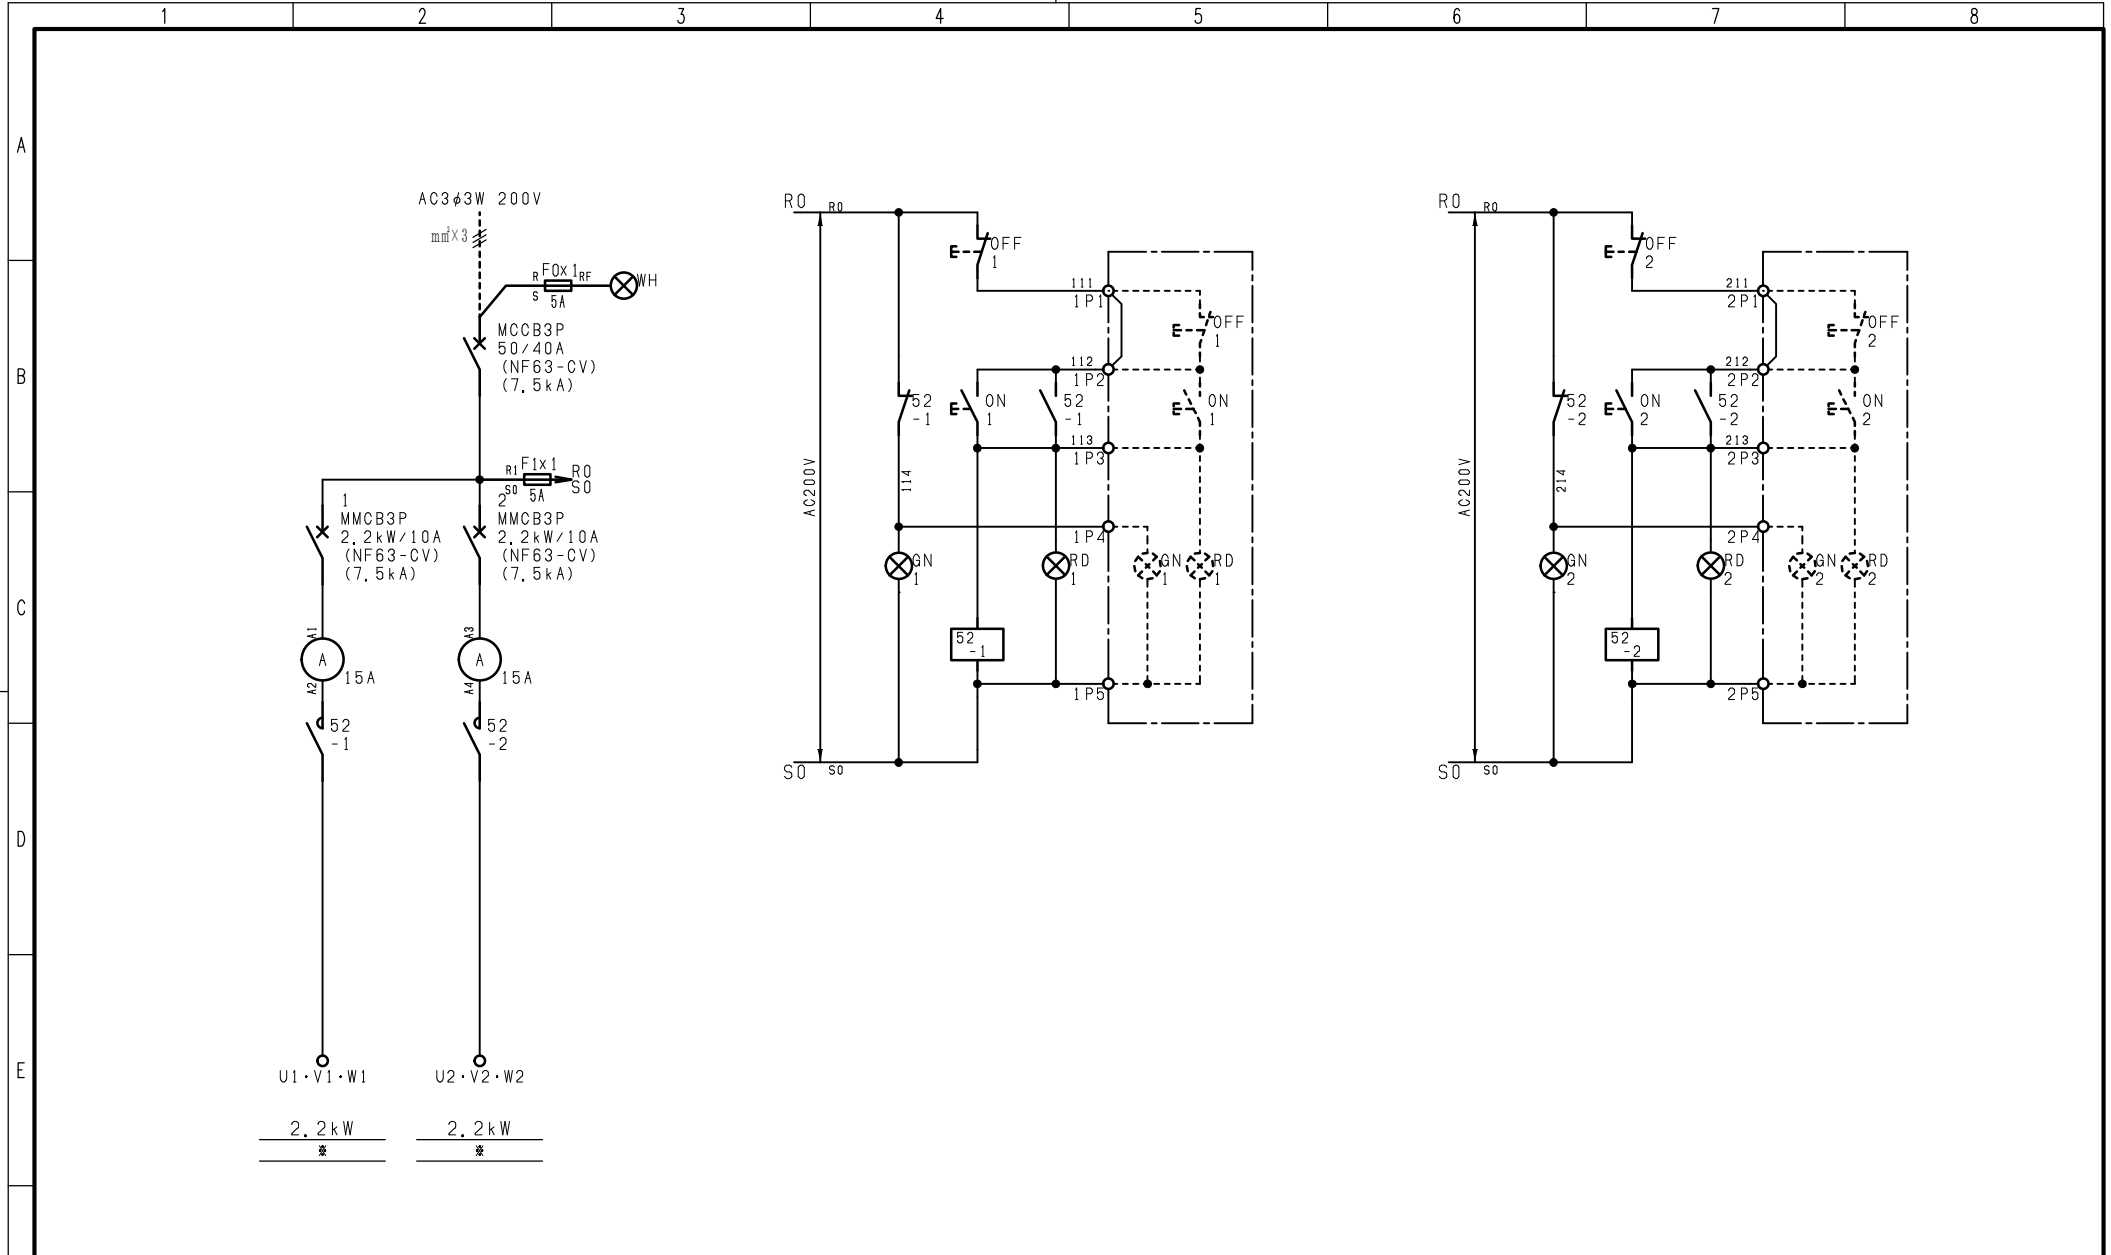 1 2 3 4 5 6 7 8
A
B
C
D
E
AC3φ3W 200V
mm²×3
R F0×1 RF
S 5A
WH
MCCB3P
50/40A
(NF63-CV)
(7.5kA)
R1 F1×1 R0
S0 5A S0
1
MMCB3P
2.2kW/10A
(NF63-CV)
(7.5kA)
2
MMCB3P
2.2kW/10A
(NF63-CV)
(7.5kA)
A1
A
A2
15A
A3
A
A4
15A
52
-1
52
-2
U1・V1・W1
U2・V2・W2
2.2kW
※
2.2kW
※
R0 R0
OFF
1
111
1P1
OFF
1
112
1P2
52
-1
ON
1
52
-1
ON
1
113
1P3
AC200V
114
1P4
GN
1
RD
1
GN
1
RD
1
52
-1
1P5
S0 S0
R0 R0
OFF
2
211
2P1
OFF
2
212
2P2
52
-2
ON
2
52
-2
ON
2
213
2P3
AC200V
214
2P4
GN
2
RD
2
GN
2
RD
2
52
-2
2P5
S0 S0